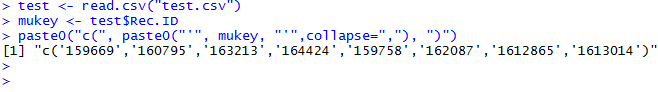 > test <- read.csv("test.csv")
> mukey <- test$Rec.ID
> paste0("c(", paste0("'", mukey, "'",collapse=","), ")")
[1] "c('159669','160795','163213','164424','159758','162087','1612865','1613014')"
>
>